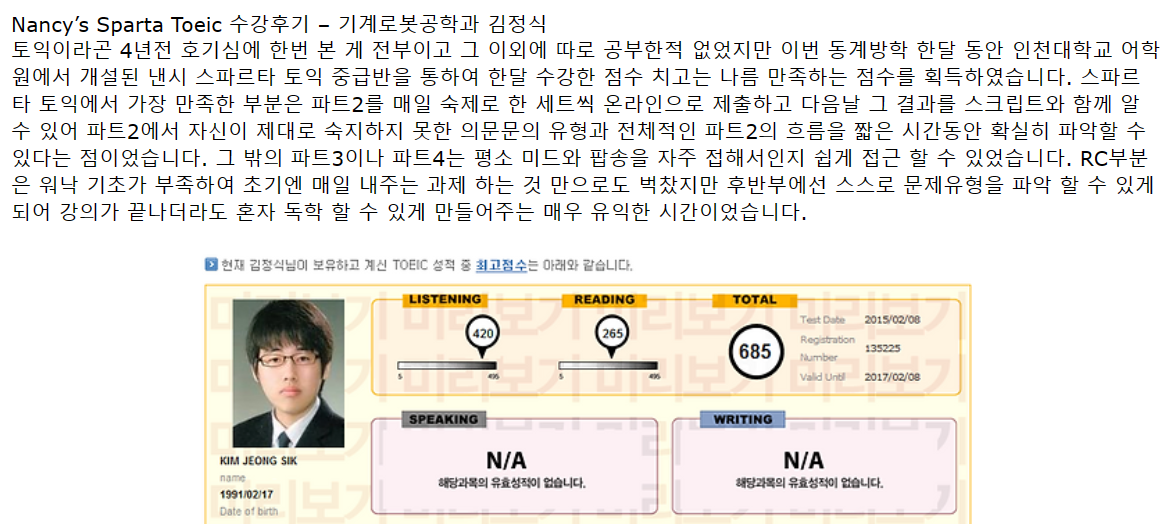 Nancy’s Sparta Toeic 수강후기 – 기계로봇공학과 김정식
토익이라곤 4년전 호기심에 한번 본 게 전부이고 그 이외에 따로 공부한적 없었지만 이번 동계방학 한달 동안 인천대학교 어학
원에서 개설된 낸시 스파르타 토익 중급반을 통하여 한달 수강한 점수 치고는 나름 만족하는 점수를 획득하였습니다. 스파르
타 토익에서 가장 만족한 부분은 파트2를 매일 숙제로 한 세트씩 온라인으로 제출하고 다음날 그 결과를 스크립트와 함께 알
수 있어 파트2에서 자신이 제대로 숙지하지 못한 의문문의 유형과 전체적인 파트2의 흐름을 짧은 시간동안 확실히 파악할 수
있다는 점이었습니다. 그 밖의 파트3이나 파트4는 평소 미드와 팝송을 자주 접해서인지 쉽게 접근 할 수 있었습니다. RC부분
은 워낙 기초가 부족하여 초기엔 매일 내주는 과제 하는 것 만으로도 벅찼지만 후반부에선 스스로 문제유형을 파악 할 수 있게
되어 강의가 끝나더라도 혼자 독학 할 수 있게 만들어주는 매우 유익한 시간이었습니다.
현재 김정식님이 보유하고 계신 TOEIC 성적 중 최고점수는 아래와 같습니다.
LISTENING READING TOTAL
420 265 685
5 495 5 495
Test Date 2015/02/08
Registration Number 135225
Valid Until 2017/02/08
SPEAKING WRITING
N/A N/A
해당과목의 유효성적이 없습니다. 해당과목의 유효성적이 없습니다.
KIM JEONG SIK
name
1991/02/17
Date of birth
미리보기 미리보기 미리보기 미리보기